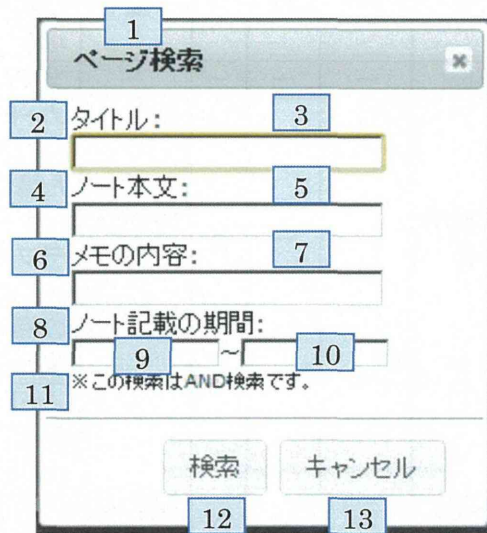 1
ページ検索
2 タイトル: 3
4 ノート本文: 5
6 メモの内容: 7
8 ノート記載の期間:
9 ~ 10
11 ※この検索はAND検索です。
検索 キャンセル
12 13